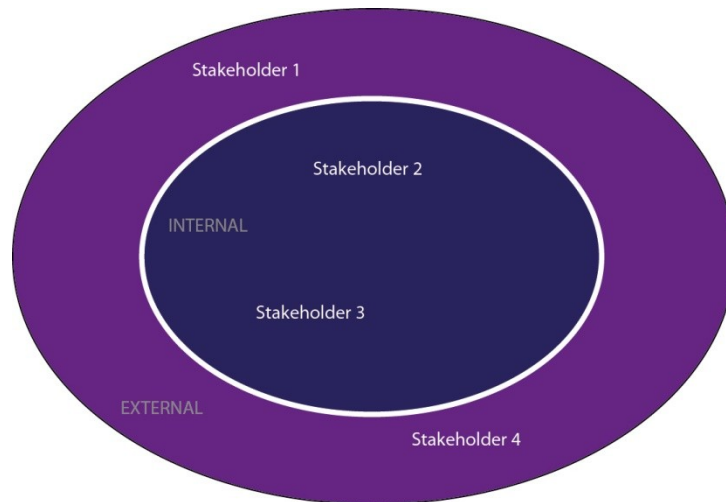 Stakeholder 1
Stakeholder 2
INTERNAL
Stakeholder 3
EXTERNAL
Stakeholder 4